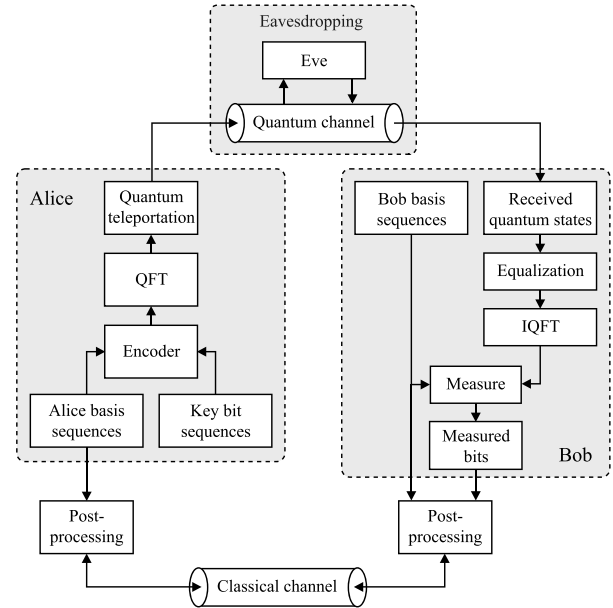 Eavesdropping
Eve
Quantum channel
Alice
Quantum
teleportation
QFT
Encoder
Alice basis
sequences
Key bit
sequences
Post-
processing
Bob basis
sequences
Received
quantum states
Equalization
IQFT
Measure
Measured
bits
Bob
Post-
processing
Classical channel